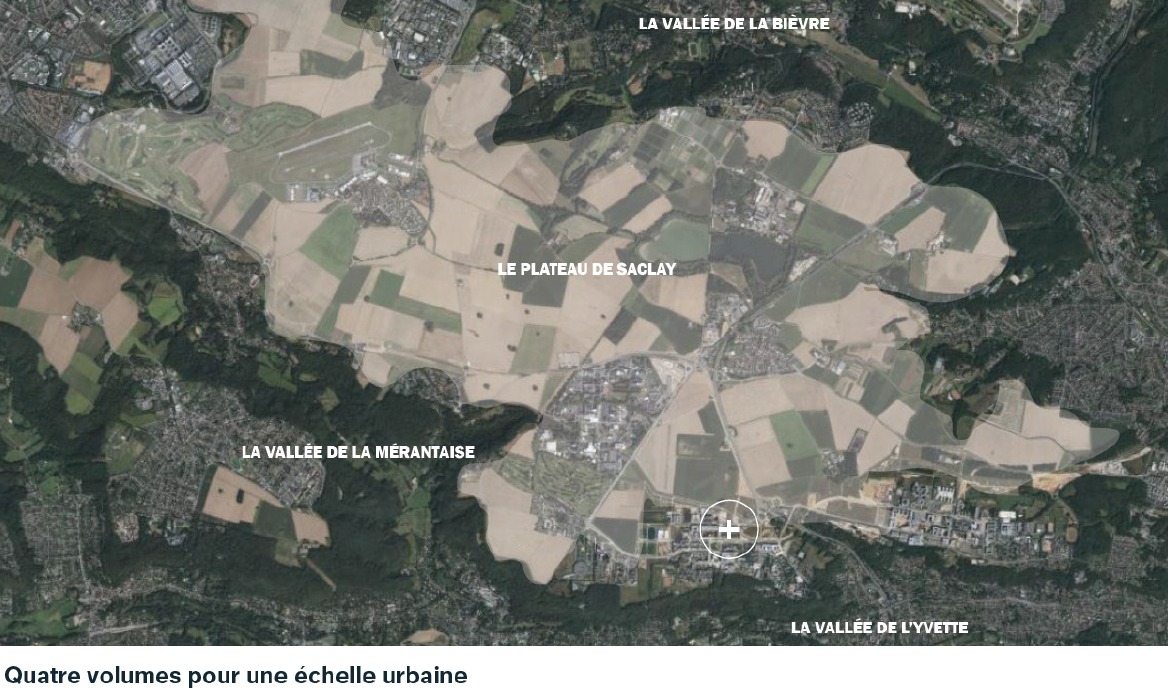 LA VALLÉE DE LA BIÈVRE
LE PLATEAU DE SACLAY
LA VALLÉE DE LA MÉRANTAISE
LA VALLÉE DE L'YVETTE
Quatre volumes pour une échelle urbaine